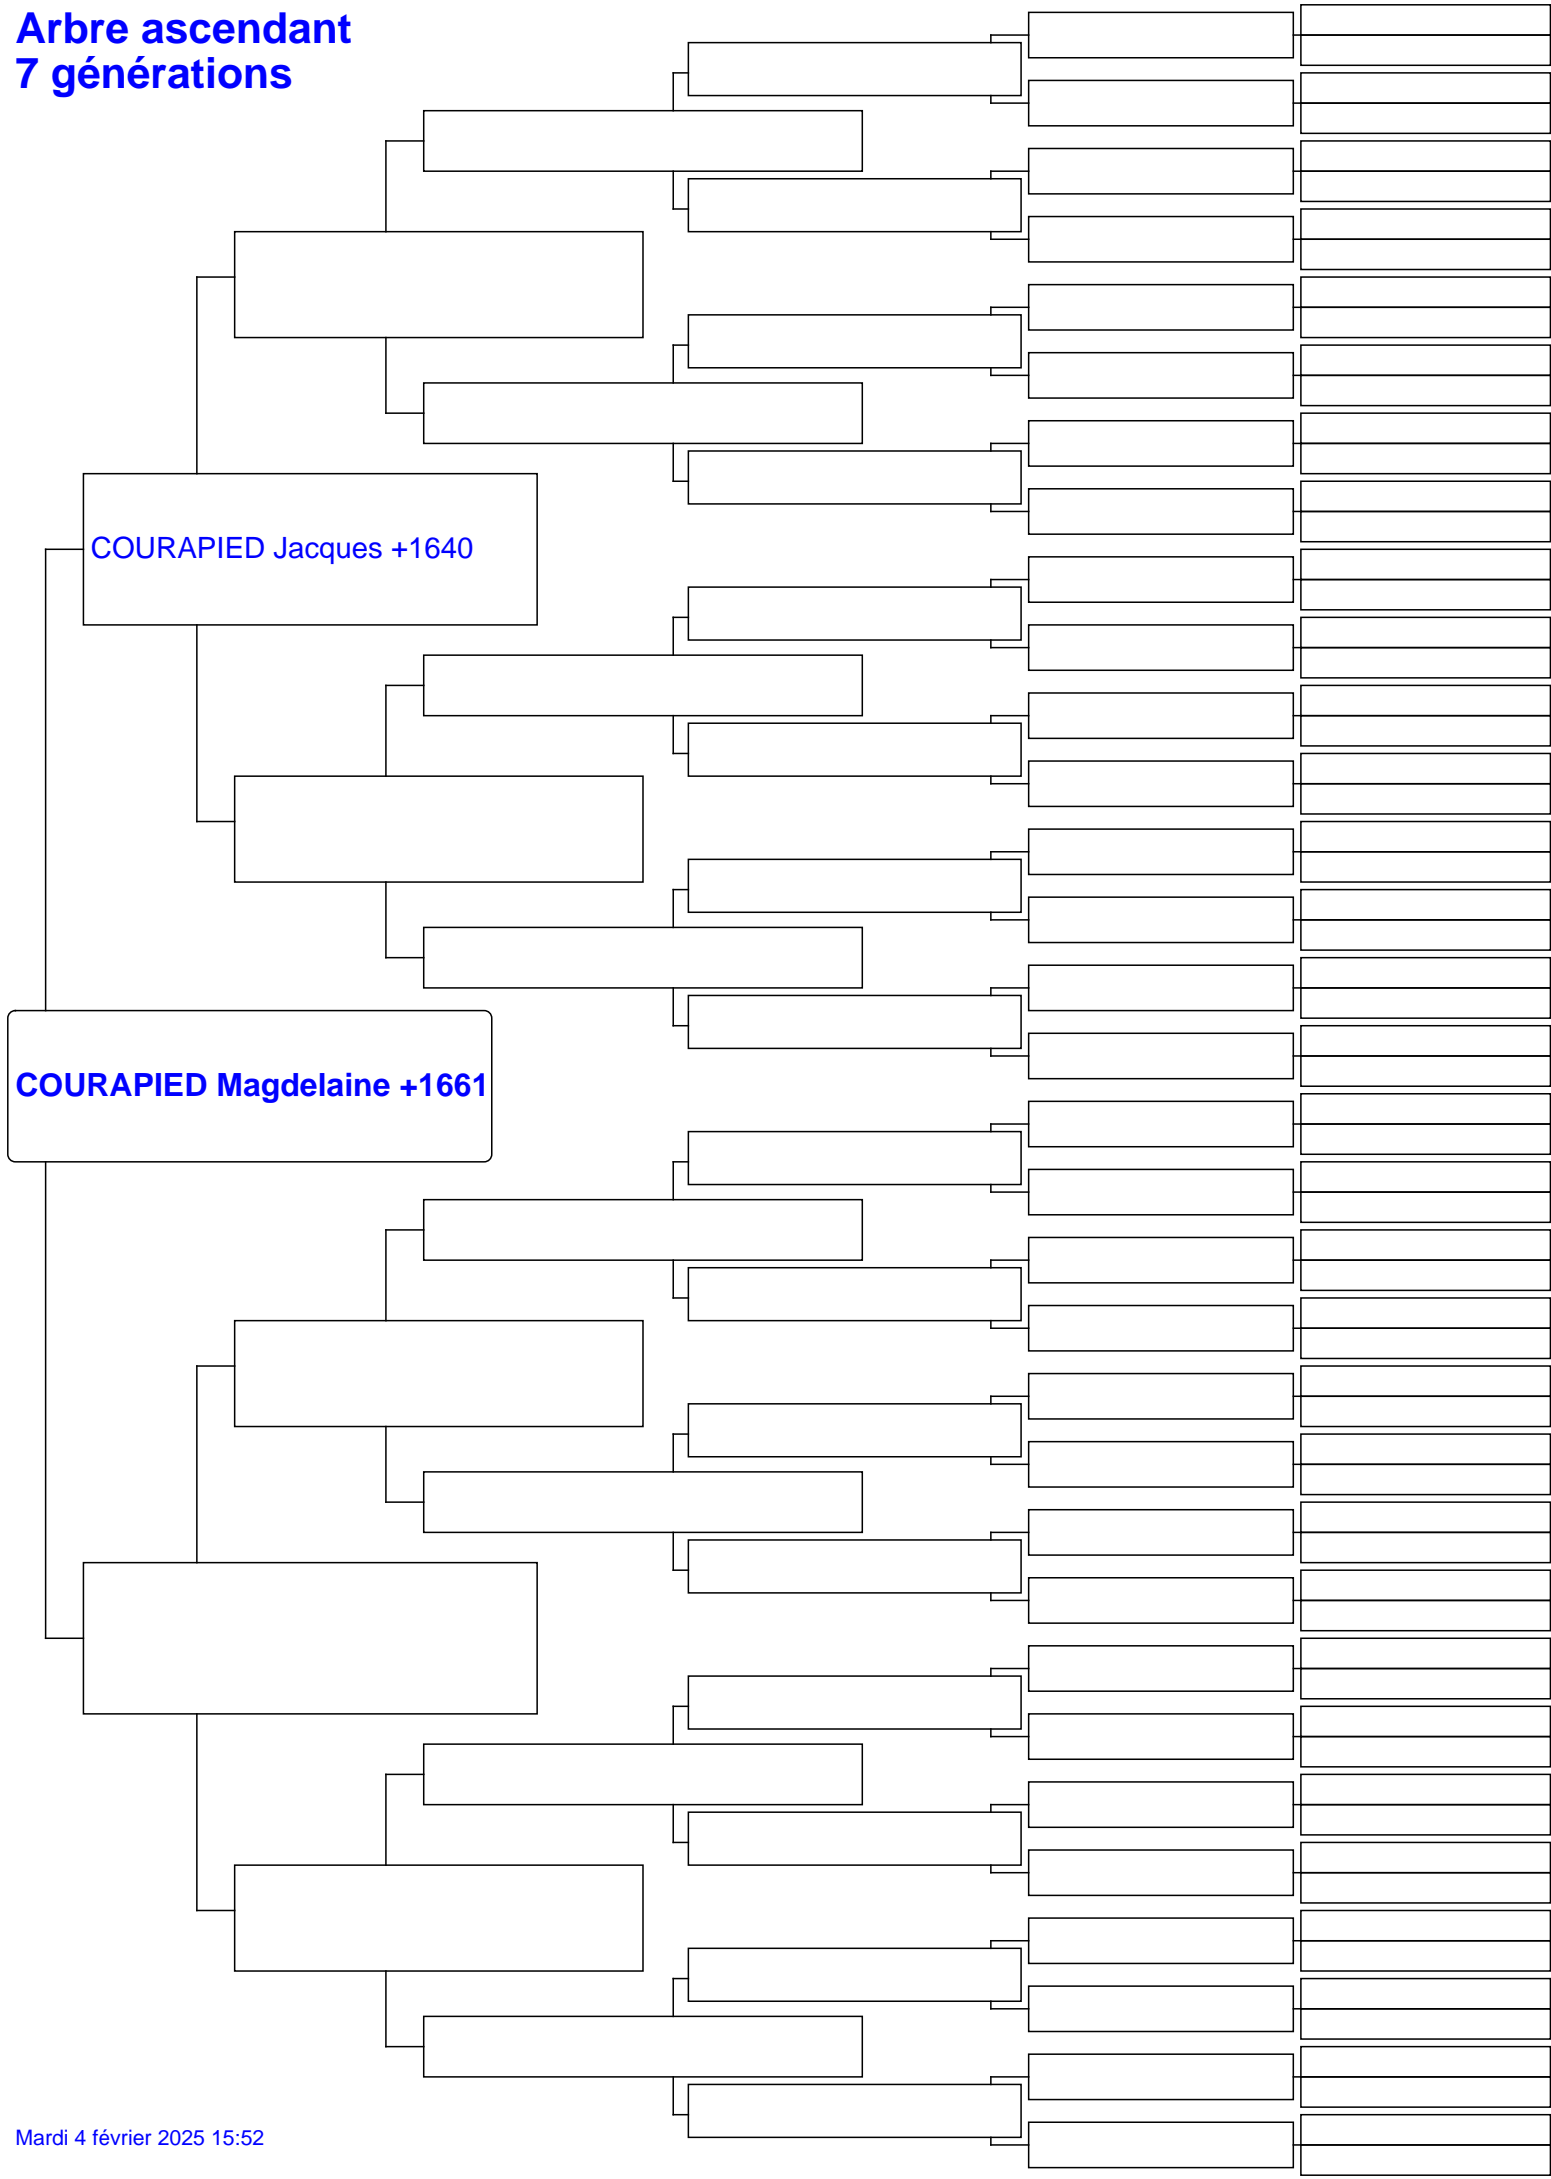 Arbre ascendant
7 générations
COURAPIED Jacques +1640
COURAPIED Magdelaine +1661
Mardi 4 février 2025 15:52